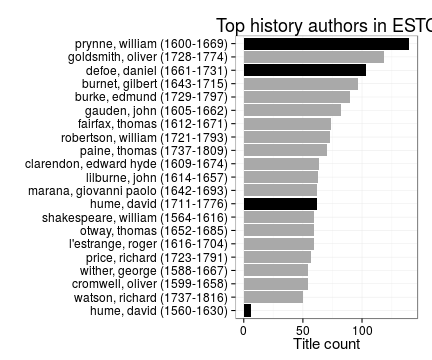 Top history authors in ESTC
prynne, william (1600-1669)
goldsmith, oliver (1728-1774)
defoe, daniel (1661-1731)
burnet, gilbert (1643-1715)
burke, edmund (1729-1797)
gauden, john (1605-1662)
fairfax, thomas (1612-1671)
robertson, william (1721-1793)
paine, thomas (1737-1809)
clarendon, edward hyde (1609-1674)
lilburne, john (1614-1657)
marana, giovanni paolo (1642-1693)
hume, david (1711-1776)
shakespeare, william (1564-1616)
otway, thomas (1652-1685)
l'estrange, roger (1616-1704)
price, richard (1723-1791)
wither, george (1588-1667)
cromwell, oliver (1599-1658)
watson, richard (1737-1816)
hume, david (1560-1630)
0 50 100
Title count